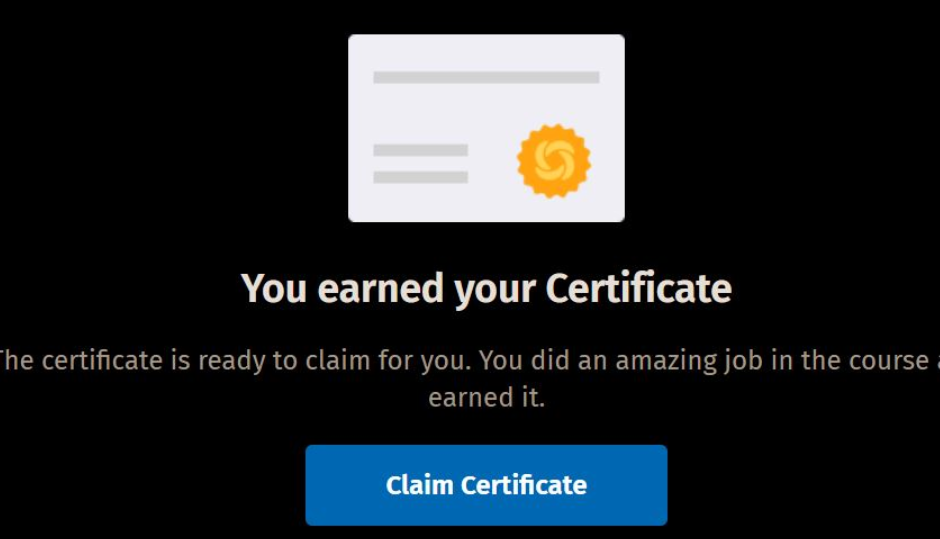 You earned your Certificate
The certificate is ready to claim for you. You did an amazing job in the course
earned it.
Claim Certificate